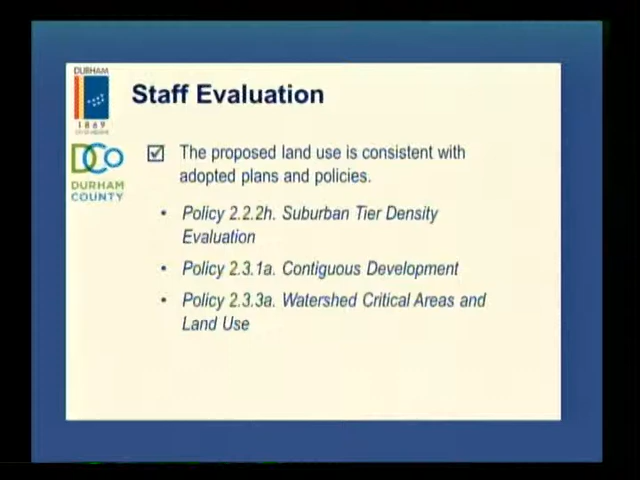 DURHAM
1869
Staff Evaluation
DCo
DURHAM
COUNTY
The proposed land use is consistent with
adopted plans and policies.
• Policy 2.2.2h. Suburban Tier Density
Evaluation
• Policy 2.3.1a. Contiguous Development
• Policy 2.3.3a. Watershed Critical Areas and
Land Use